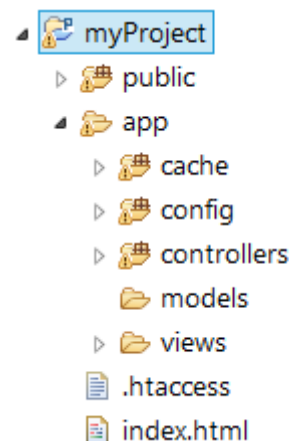 myProject
public
app
cache
config
controllers
models
views
.htaccess
index.html